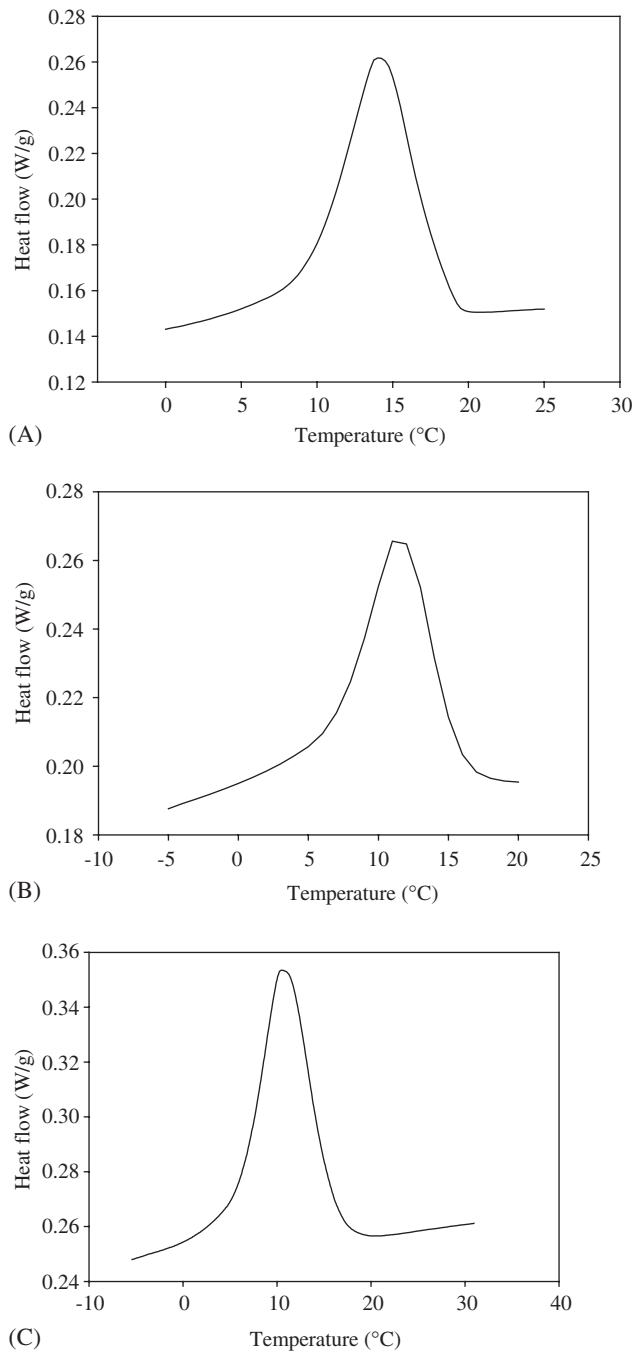 0.28
0.26
0.24
0.22
0.20
0.18
0.16
0.14
0.12
Heat flow (W/g)
0 5 10 15 20 25 30
Temperature (°C)
(A)
0.28
0.26
0.24
0.22
0.20
0.18
Heat flow (W/g)
-10 -5 0 5 10 15 20 25
Temperature (°C)
(B)
0.36
0.34
0.32
0.30
0.28
0.26
0.24
Heat flow (W/g)
-10 0 10 20 30 40
Temperature (°C)
(C)